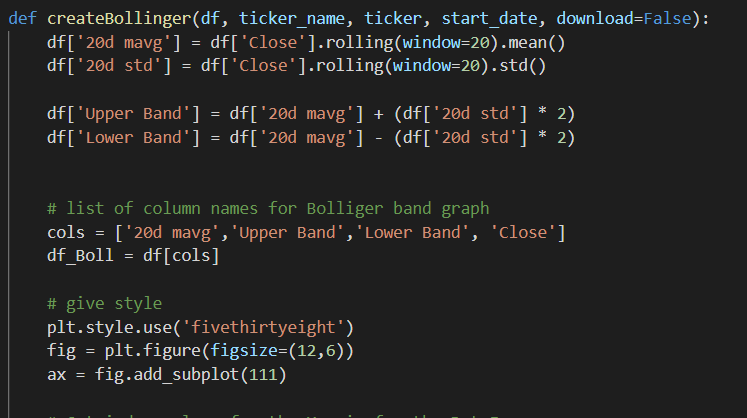 def createBollinger(df, ticker_name, ticker, start_date, download=False):
df['20d mavg'] = df['Close'].rolling(window=20).mean()
df['20d std'] = df['Close'].rolling(window=20).std()
df['Upper Band'] = df['20d mavg'] + (df['20d std'] * 2)
df['Lower Band'] = df['20d mavg'] - (df['20d std'] * 2)
# list of column names for Bolliger band graph
cols = ['20d mavg','Upper Band','Lower Band', 'Close']
df_Boll = df[cols]
# give style
plt.style.use('fivethirtyeight')
fig = plt.figure(figsize=(12,6))
ax = fig.add_subplot(111)